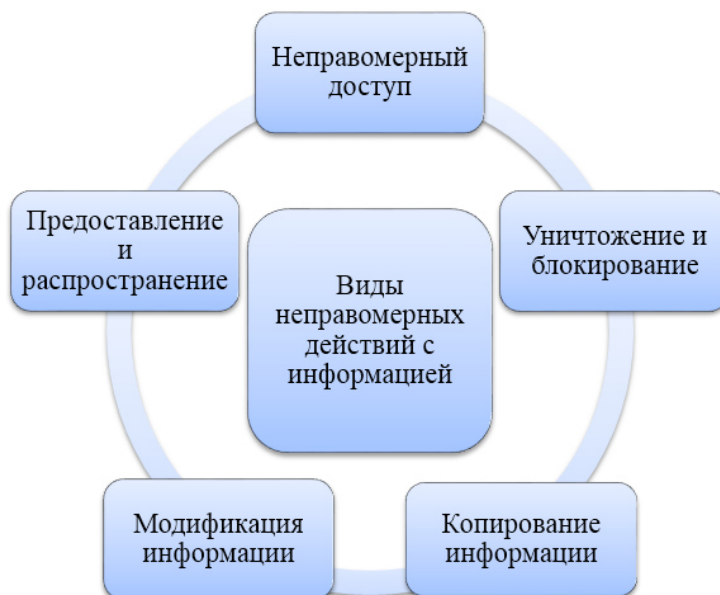 Неправомерный
доступ
Предоставление
и
распространение
Уничтожение и
блокирование
Виды
неправомерных
действий с
информацией
Модификация
информации
Копирование
информации